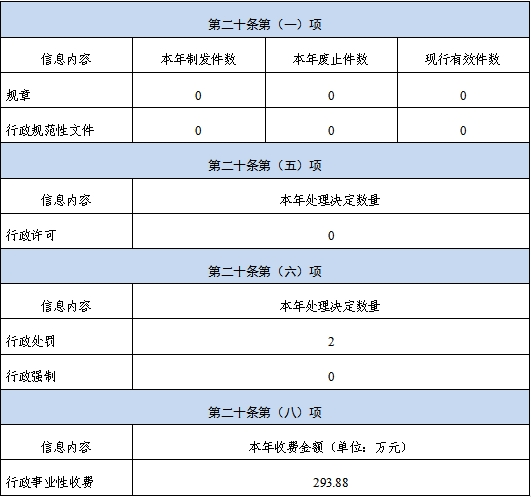 第二十条第（一）项
信息内容 本年制发件数 本年废止件数 现行有效件数
规章 0 0 0
行政规范性文件 0 0 0
第二十条第（五）项
信息内容 本年处理决定数量
行政许可 0
第二十条第（六）项
信息内容 本年处理决定数量
行政处罚 2
行政强制 0
第二十条第（八）项
信息内容 本年收费金额（单位：万元）
行政事业性收费 293.88